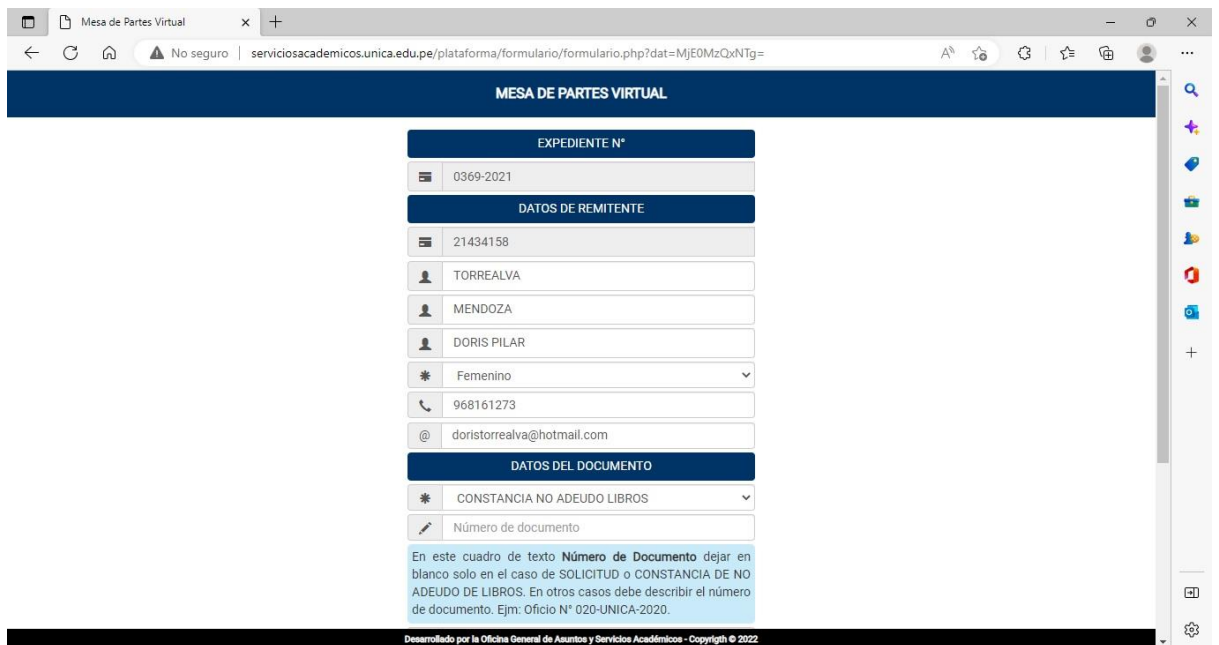 Mesa de Partes Virtual
No seguro
serviciosacademicos.unica.edu.pe/plataforma/formulario/formulario.php?dat=MjE0MzQxNTg=
MESA DE PARTES VIRTUAL
EXPEDIENTE N°
0369-2021
DATOS DE REMITENTE
21434158
TORREALVA
MENDOZA
DORIS PILAR
Femenino
968161273
@ doristorrealva@hotmail.com
DATOS DEL DOCUMENTO
CONSTANCIA NO ADEUDO LIBROS
Número de documento
En este cuadro de texto Número de Documento dejar en
blanco solo en el caso de SOLICITUD o CONSTANCIA DE NO
ADEUDO DE LIBROS. En otros casos debe describir el número
de documento. Ejm: Oficio N° 020-UNICA-2020.
Desarrollado por la Oficina General de Asuntos y Servicios Académicos - Copyrigth © 2022